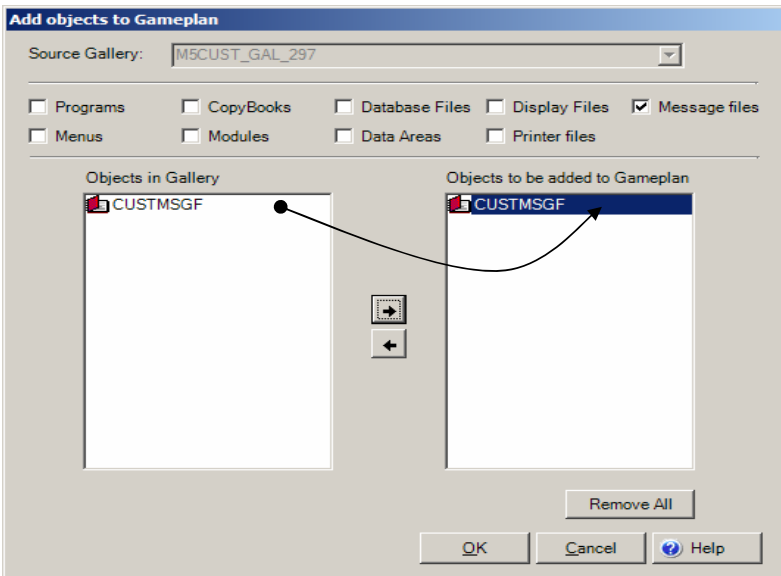 Add objects to Gameplan
Source Gallery: M5CUST_GAL_297
Programs CopyBooks Database Files Display Files Message files
Menus Modules Data Areas Printer files
Objects in Gallery Objects to be added to Gameplan
CUSTMSGF CUSTMSGF
Remove All
OK Cancel Help